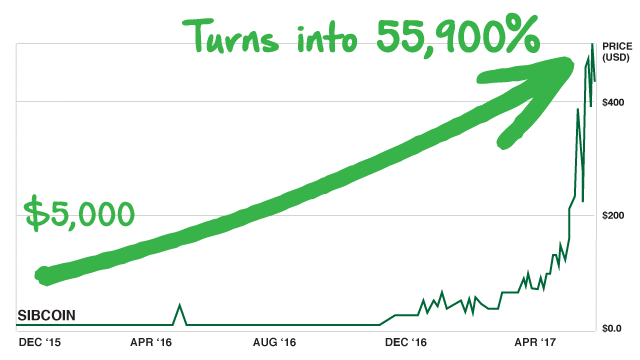 Turns into 55,900%
PRICE
(USD)
$400
$5,000
$200
SIBCOIN
$0.0
DEC ‘15 APR ‘16 AUG ‘16 DEC ‘16 APR ‘17